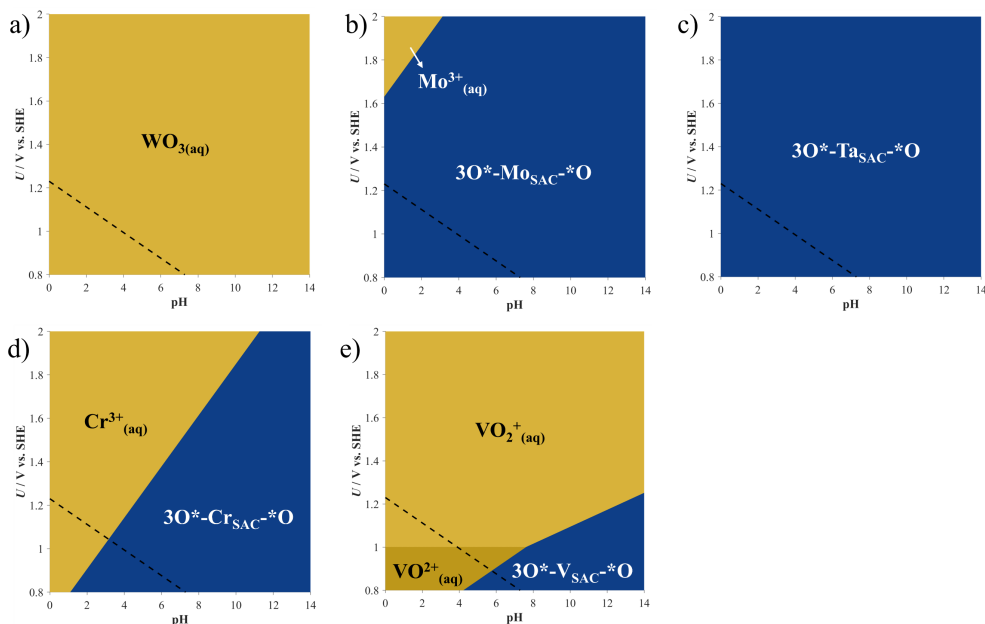 a)
2
1.8
1.6
1.4
1.2
1
0.8
U / V vs. SHE
WO3(aq)
0 2 4 6 8 10 12 14
pH
b)
2
1.8
1.6
1.4
1.2
1
0.8
U / V vs. SHE
Mo3+(aq)
3O*-MoSAC-*O
0 2 4 6 8 10 12 14
pH
c)
2
1.8
1.6
1.4
1.2
1
0.8
U / V vs. SHE
3O*-TaSAC-*O
0 2 4 6 8 10 12 14
pH
d)
2
1.8
1.6
1.4
1.2
1
0.8
U / V vs. SHE
Cr3+(aq)
3O*-CrSAC-*O
0 2 4 6 8 10 12 14
pH
e)
2
1.8
1.6
1.4
1.2
1
0.8
U / V vs. SHE
VO2+(aq)
VO2+(aq)
3O*-VSAC-*O
0 2 4 6 8 10 12 14
pH